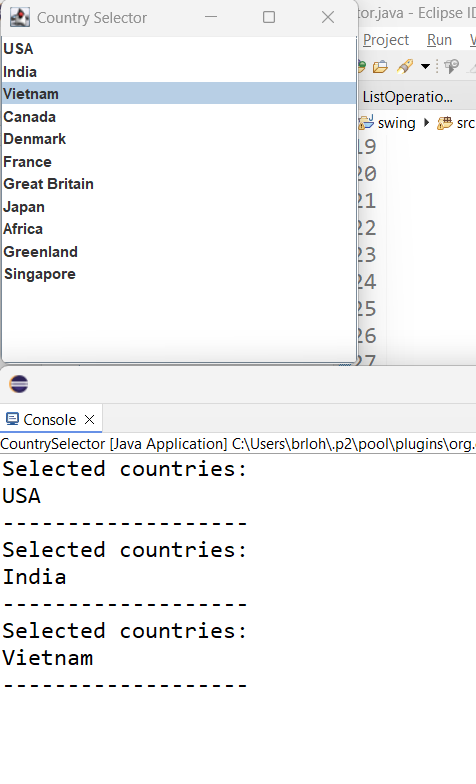 Country Selector
tor.java - Eclipse ID
Project Run W
ListOperatio...
swing src
USA
India
Vietnam
Canada
Denmark
France
Great Britain
Japan
Africa
Greenland
Singapore
19
20
21
22
23
24
25
26
27
Console
CountrySelector [Java Application] C:\Users\brloh\.p2\pool\plugins\org.
Selected countries:
USA
-------------------
Selected countries:
India
-------------------
Selected countries:
Vietnam
-------------------